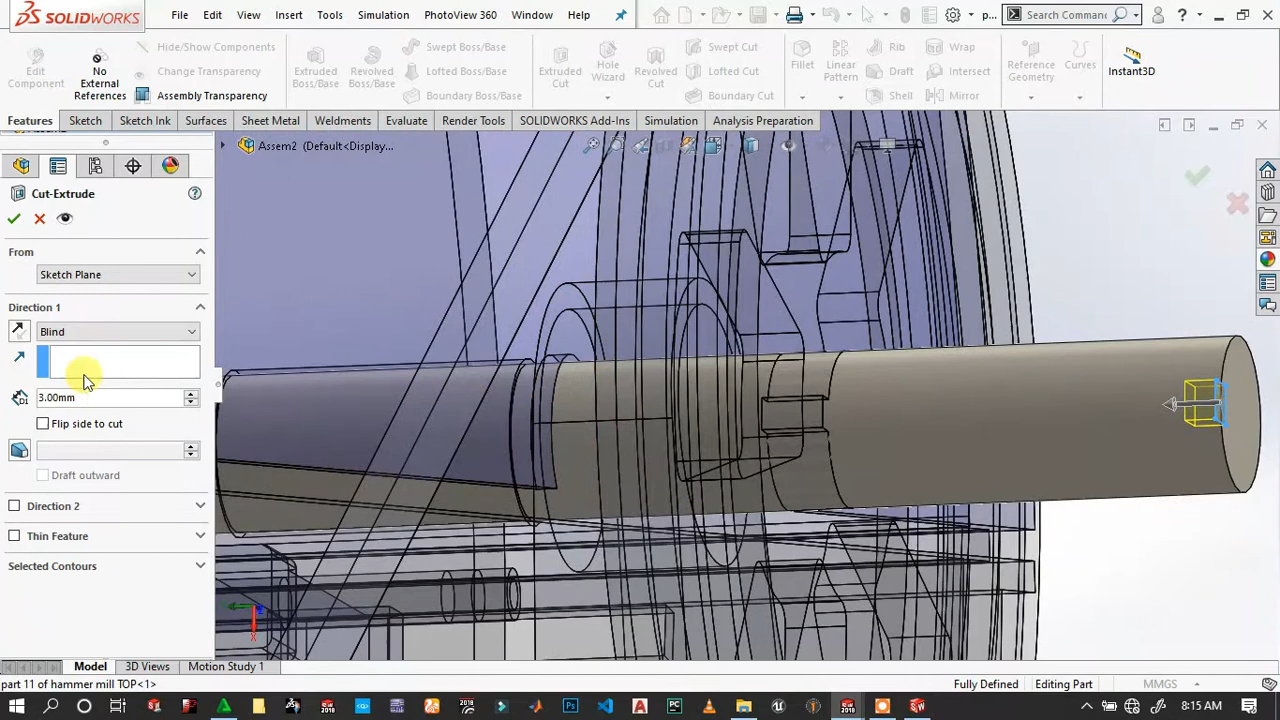 SOLIDWORKS
File Edit View Insert Tools Simulation PhotoView 360 Window Help
p... Search Commanc
Edit Component
No External References
Hide/Show Components
Change Transparency
Assembly Transparency
Extruded Boss/Base
Revolved Boss/Base
Swept Boss/Base
Lofted Boss/Base
Boundary Boss/Base
Extruded Cut
Hole Wizard
Revolved Cut
Swept Cut
Lofted Cut
Boundary Cut
Fillet
Linear Pattern
Rib
Draft
Shell
Wrap
Intersect
Mirror
Reference Geometry
Curves
Instant3D
Features Sketch Sketch Ink Surfaces Sheet Metal Weldments Evaluate Render Tools SOLIDWORKS Add-Ins Simulation Analysis Preparation
Assem2 (Default<Display...
Cut-Extrude
From
Sketch Plane
Direction 1
Blind
3.00mm
Flip side to cut
Draft outward
Direction 2
Thin Feature
Selected Contours
Model 3D Views Motion Study 1
part 11 of hammer mill TOP<1> Fully Defined Editing Part MMGS
8:15 AM